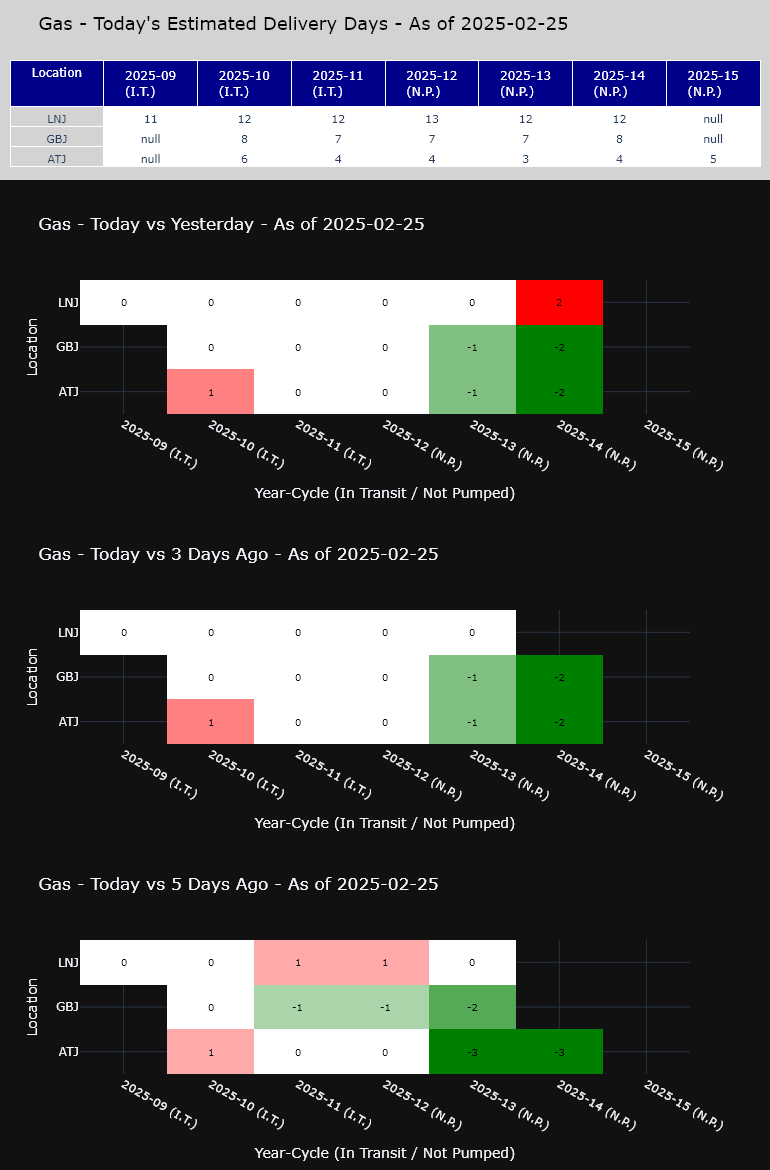 Gas - Today's Estimated Delivery Days - As of 2025-02-25
Location 2025-09 (I.T.) 2025-10 (I.T.) 2025-11 (I.T.) 2025-12 (N.P.) 2025-13 (N.P.) 2025-14 (N.P.) 2025-15 (N.P.)
LNJ 11 12 12 13 12 12 null
GBJ null 8 7 7 7 8 null
ATJ null 6 4 4 3 4 5
Gas - Today vs Yesterday - As of 2025-02-25
Location
LNJ 0 0 0 0 0 2
GBJ 0 0 0 -1 -2
ATJ 1 0 0 -1 -2
2025-09 (I.T.) 2025-10 (I.T.) 2025-11 (I.T.) 2025-12 (N.P.) 2025-13 (N.P.) 2025-14 (N.P.) 2025-15 (N.P.)
Year-Cycle (In Transit / Not Pumped)
Gas - Today vs 3 Days Ago - As of 2025-02-25
Location
LNJ 0 0 0 0 0
GBJ 0 0 0 -1 -2
ATJ 1 0 0 -1 -2
2025-09 (I.T.) 2025-10 (I.T.) 2025-11 (I.T.) 2025-12 (N.P.) 2025-13 (N.P.) 2025-14 (N.P.) 2025-15 (N.P.)
Year-Cycle (In Transit / Not Pumped)
Gas - Today vs 5 Days Ago - As of 2025-02-25
Location
LNJ 0 0 1 1 0
GBJ 0 -1 -1 -2
ATJ 1 0 0 -3 -3
2025-09 (I.T.) 2025-10 (I.T.) 2025-11 (I.T.) 2025-12 (N.P.) 2025-13 (N.P.) 2025-14 (N.P.) 2025-15 (N.P.)
Year-Cycle (In Transit / Not Pumped)